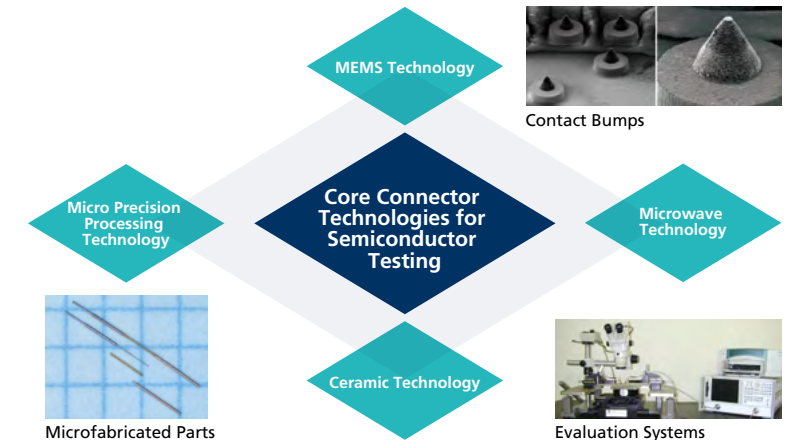 MEMS Technology
Contact Bumps
Core Connector
Technologies for
Semiconductor
Testing
Micro Precision
Processing
Technology
Microwave
Technology
Ceramic Technology
Microfabricated Parts
Evaluation Systems